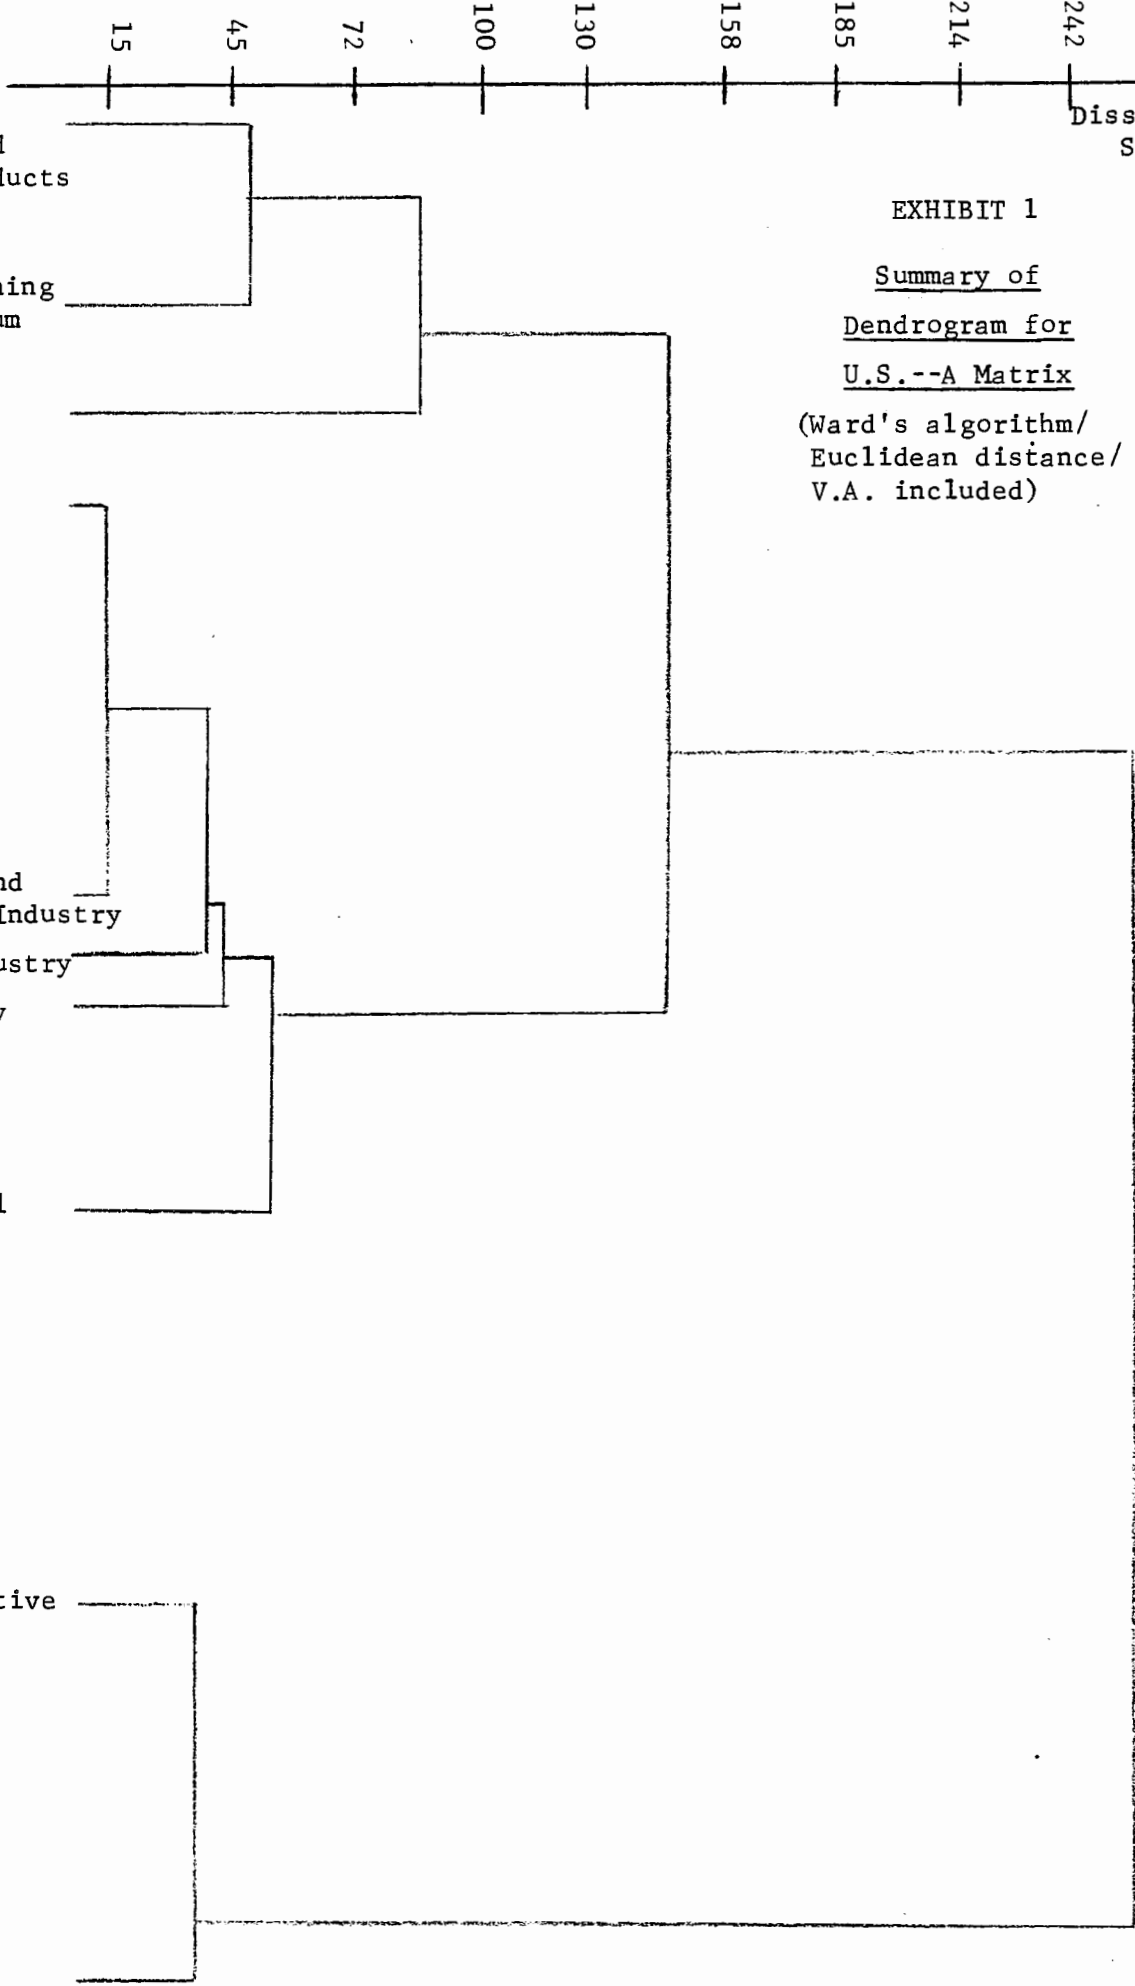 15 45 72 100 130 158 185 214 242
Diss
S
ducts
EXHIBIT 1
ning
Summary of
um
Dendrogram for
U.S.--A Matrix
(Ward's algorithm/
Euclidean distance/
V.A. included)
nd
Industry
ustry
y
l
tive